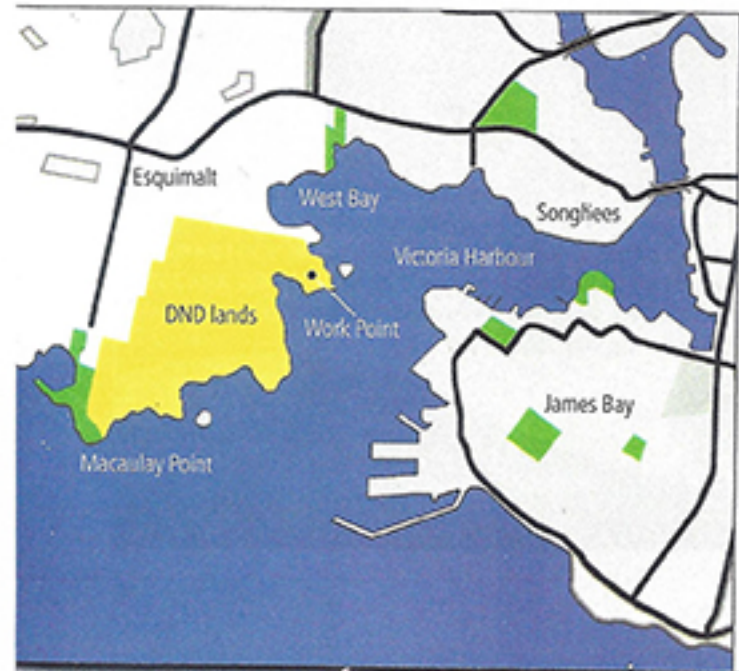 Esquimalt
West Bay
Songhees
Victoria Harbour
DND lands
Work Point
James Bay
Macaulay Point